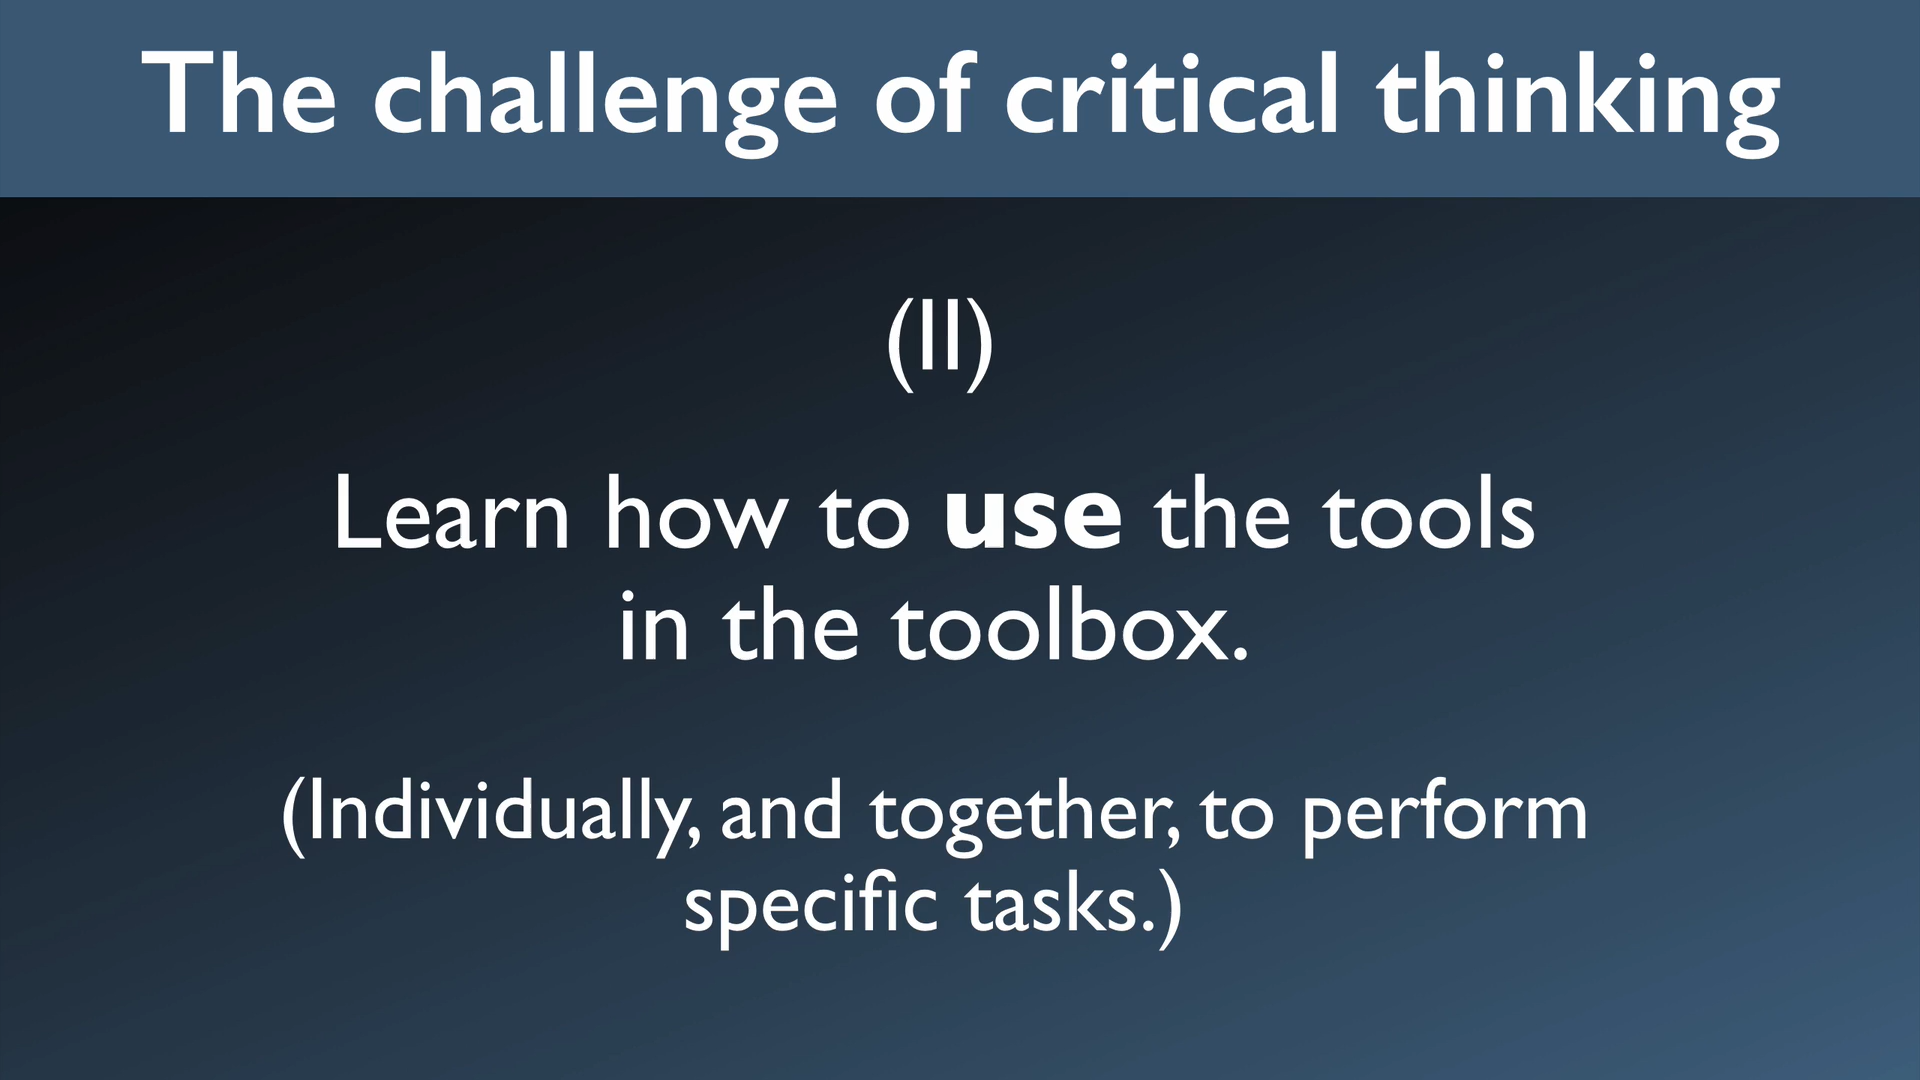 The challenge of critical thinking
(II)
Learn how to use the tools
in the toolbox.
(Individually, and together, to perform
specific tasks.)